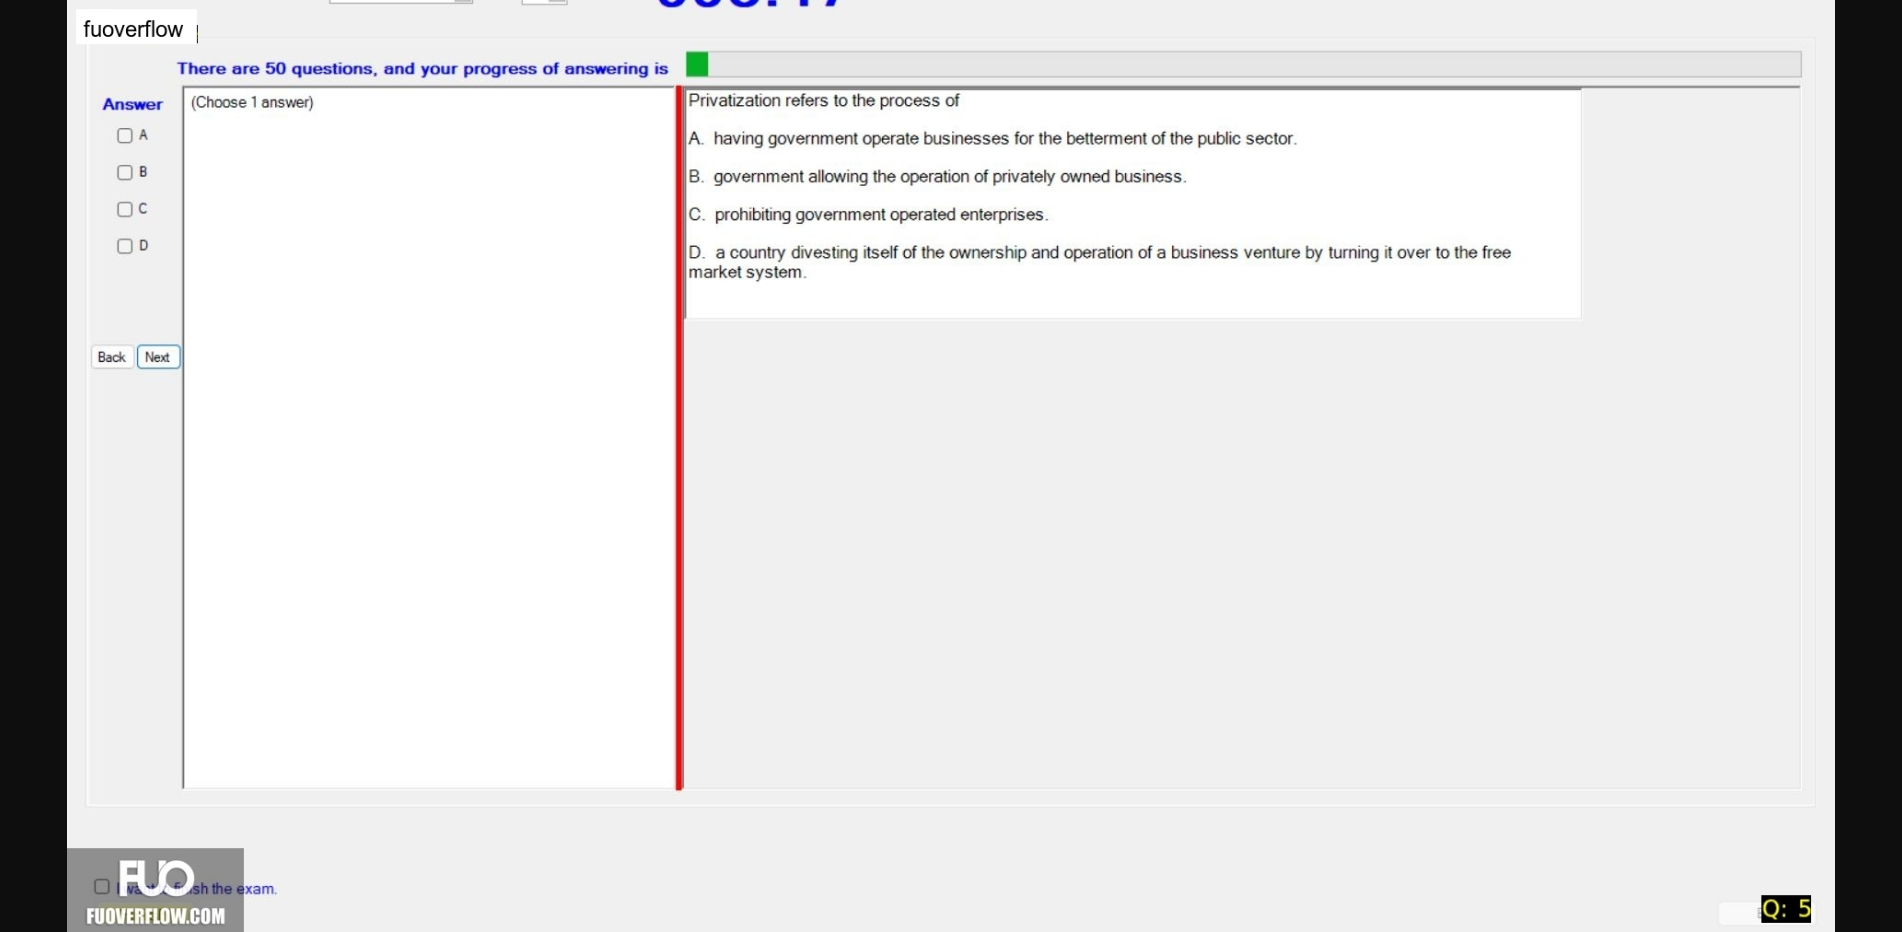 fuoverflow
There are 50 questions, and your progress of answering is
Answer
(Choose 1 answer)
A
B
C
D
Back Next
Privatization refers to the process of
A. having government operate businesses for the betterment of the public sector.
B. government allowing the operation of privately owned business.
C. prohibiting government operated enterprises.
D. a country divesting itself of the ownership and operation of a business venture by turning it over to the free
market system.
FUO
sh the exam.
FUOVERFLOW.COM
Q: 5